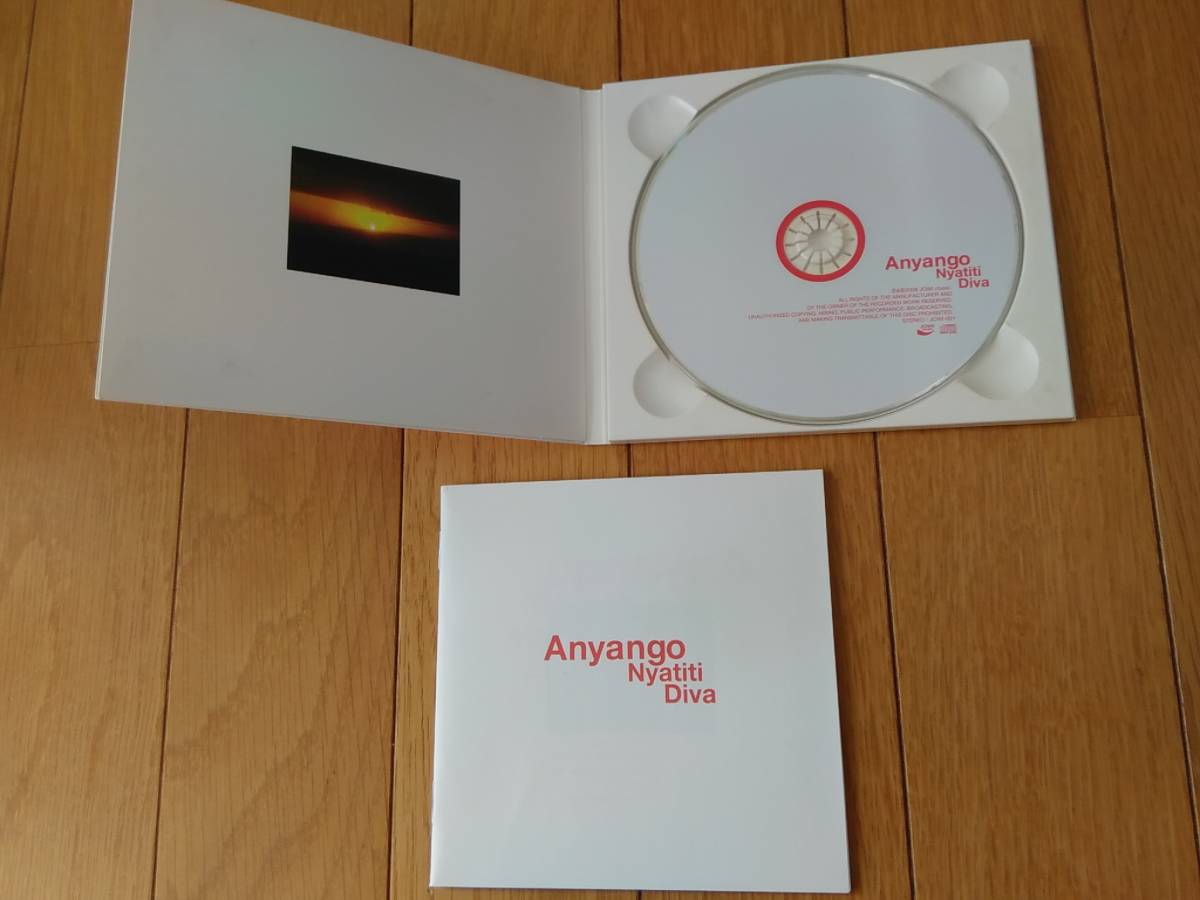 Anyango
Nyatiti
Diva
ALL RIGHTS OF THE MANUFACTURER AND
OF THE OWNER OF THE RECORDED WORK RESERVED.
UNAUTHORIZED COPYING, HIRING, PUBLIC PERFORMANCE, BROADCASTING,
AND MAKING TRANSMITTABLE OF THIS DISC PROHIBITED.
STEREO
Anyango
Nyatiti
Diva